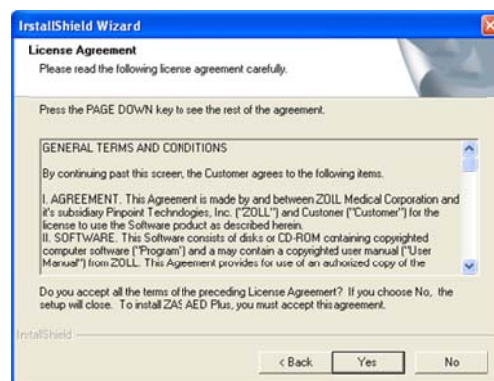 InstallShield Wizard
License Agreement
Please read the following license agreement carefully.
Press the PAGE DOWN key to see the rest of the agreement.
GENERAL TERMS AND CONDITIONS
By continuing past this screen, the Customer agrees to the following items.
I. AGREEMENT. This Agreement is made by and between ZOLL Medical Corporation and
it's subsidiary Pinpoint Technologies, Inc. ("ZOLL") and Customer ("Customer") for the
license to use the Software product as described herein.
II. SOFTWARE. This Software consists of disks or CD-ROM containing copyrighted
computer software ("Program") and a may contain a copyrighted user manual ("User
Manual") from ZOLL. This Agreement provides for use of an authorized copy of the
Do you accept all the terms of the preceding License Agreement? If you choose No, the
setup will close. To install ZAS AED Plus, you must accept this agreement.
InstallShield
< Back Yes No